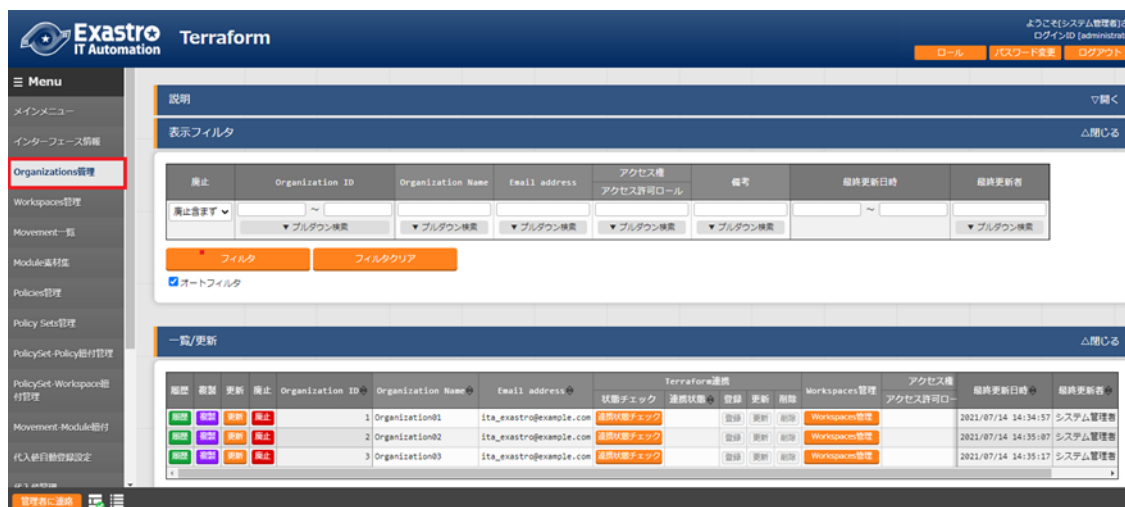 Exastro
IT Automation
Terraform
ようこそ[システム管理者]さ
ログインID [administrat
ロール
パスワード変更
ログアウト
Menu
メインメニュー
インターフェース情報
Organizations管理
Workspaces管理
Movement一覧
Module素材集
Policies管理
Policy Sets管理
PolicySet-Policy紐付管理
PolicySet-Workspace紐
付管理
Movement-Module紐付
代入値自動登録設定
管理者に連絡
説明 ▽開く
表示フィルタ △閉じる
廃止 Organization ID Organization Name Email address アクセス権 備考 最終更新日時 最終更新者
アクセス許可ロール
廃止含まず ~ ~
▼プルダウン検索 ▼プルダウン検索 ▼プルダウン検索 ▼プルダウン検索 ▼プルダウン検索 ▼プルダウン検索
フィルタ フィルタクリア
オートフィルタ
一覧/更新 △閉じる
履歴 複製 更新 廃止 Organization ID Organization Name Email address Terraform連携 Workspaces管理 アクセス権 最終更新日時 最終更新者
状態チェック 連携状態 登録 更新 削除 アクセス許可ロー
履歴 複製 更新 廃止 1 Organization01 ita_exastro@example.com 連携状態チェック 登録 更新 削除 Workspaces管理 2021/07/14 14:34:57 システム管理者
履歴 複製 更新 廃止 2 Organization02 ita_exastro@example.com 連携状態チェック 登録 更新 削除 Workspaces管理 2021/07/14 14:35:07 システム管理者
履歴 複製 更新 廃止 3 Organization03 ita_exastro@example.com 連携状態チェック 登録 更新 削除 Workspaces管理 2021/07/14 14:35:17 システム管理者